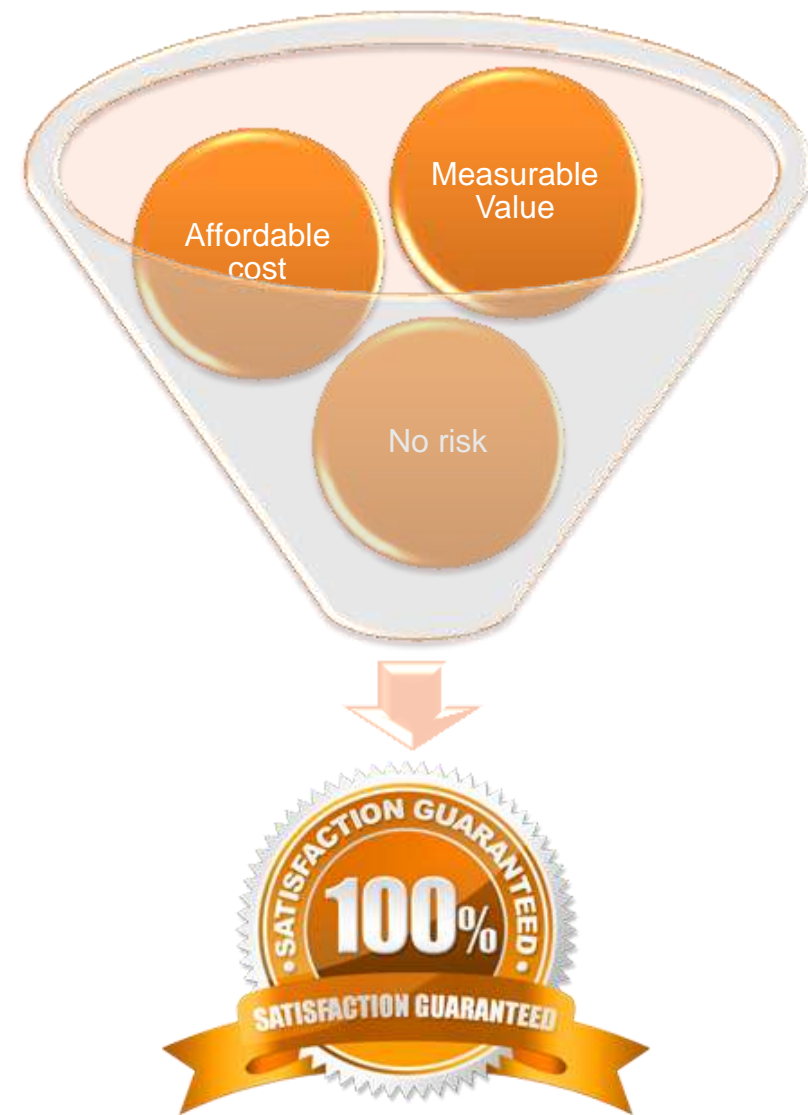 Measurable
Value
Affordable
cost
No risk
• SATISFACTION GUARANTEED •
100%
SATISFACTION GUARANTEED